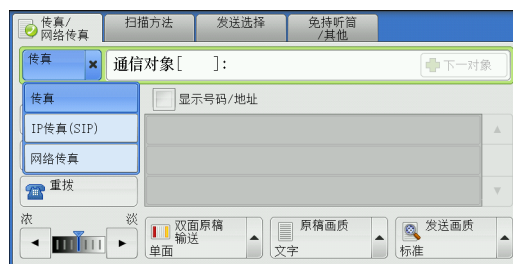 传真/
网络传真
扫描方法
发送选择
免持听筒
/其他
传真
通信对象[ ]:
下一对象
传真
IP传真(SIP)
网络传真
显示号码/地址
重拨
浓
淡
双面原稿
输送
单面
原稿画质
文字
发送画质
标准